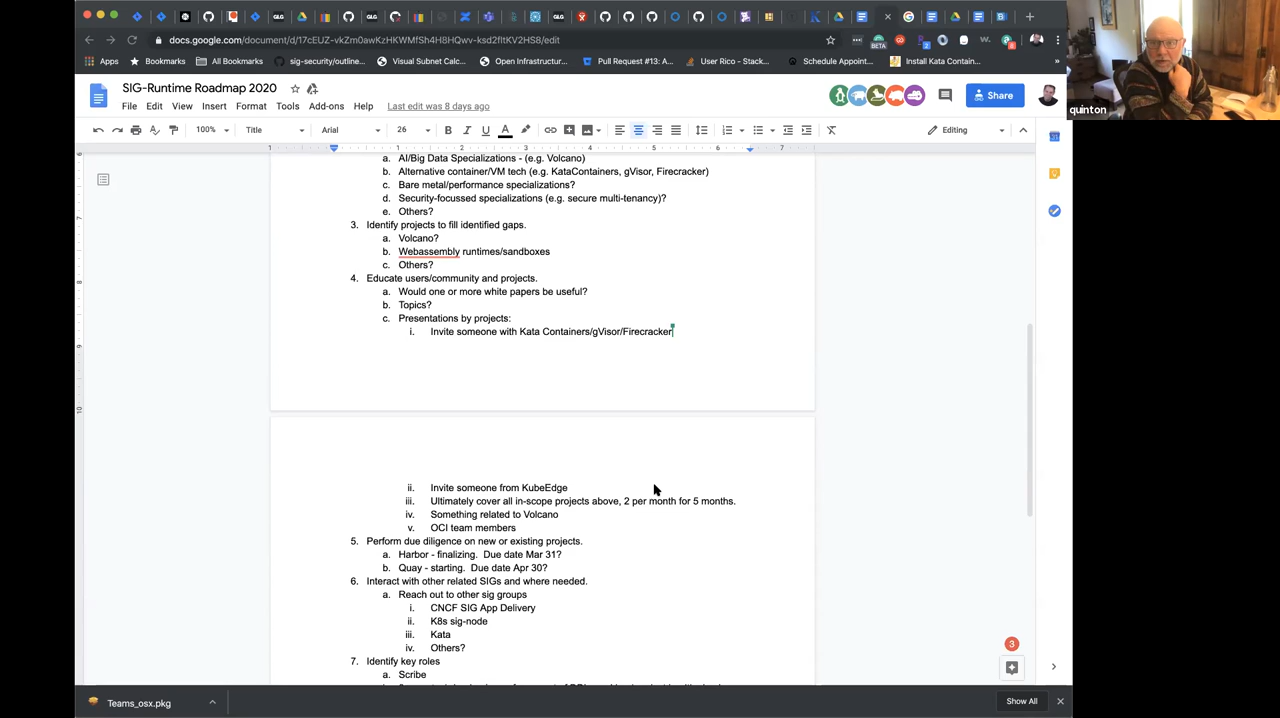 docs.google.com/document/d/17cEUZ-vkZm0awKzHKWMfSh4H8HQwv-ksd2fltKV2HS8/edit
Apps Bookmarks All Bookmarks sig-security/outline... Visual Subnet Calc... Open Infrastructur... Pull Request #13: A... User Rico - Stack... Schedule Appoint... Install Kata Contain...
quinton
SIG-Runtime Roadmap 2020
File Edit View Insert Format Tools Add-ons Help Last edit was 8 days ago
Share
100% Title Arial 26 Editing
a. AI/Big Data Specializations - (e.g. Volcano)
b. Alternative container/VM tech (e.g. KataContainers, gVisor, Firecracker)
c. Bare metal/performance specializations?
d. Security-focussed specializations (e.g. secure multi-tenancy)?
e. Others?
3. Identify projects to fill identified gaps.
a. Volcano?
b. Webassembly runtimes/sandboxes
c. Others?
4. Educate users/community and projects.
a. Would one or more white papers be useful?
b. Topics?
c. Presentations by projects:
i. Invite someone with Kata Containers/gVisor/Firecracker
ii. Invite someone from KubeEdge
iii. Ultimately cover all in-scope projects above, 2 per month for 5 months.
iv. Something related to Volcano
v. OCI team members
5. Perform due diligence on new or existing projects.
a. Harbor - finalizing. Due date Mar 31?
b. Quay - starting. Due date Apr 30?
6. Interact with other related SIGs and where needed.
a. Reach out to other sig groups
i. CNCF SIG App Delivery
ii. K8s sig-node
iii. Kata
iv. Others?
7. Identify key roles
a. Scribe
3
Teams_osx.pkg
Show All